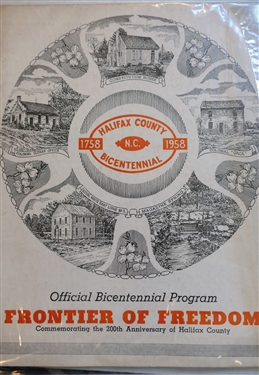 HALIFAX COUNTY
1758 N.C. 1958
BICENTENNIAL
Official Bicentennial Program
FRONTIER OF FREEDOM
Commemorating the 200th Anniversary of Halifax County